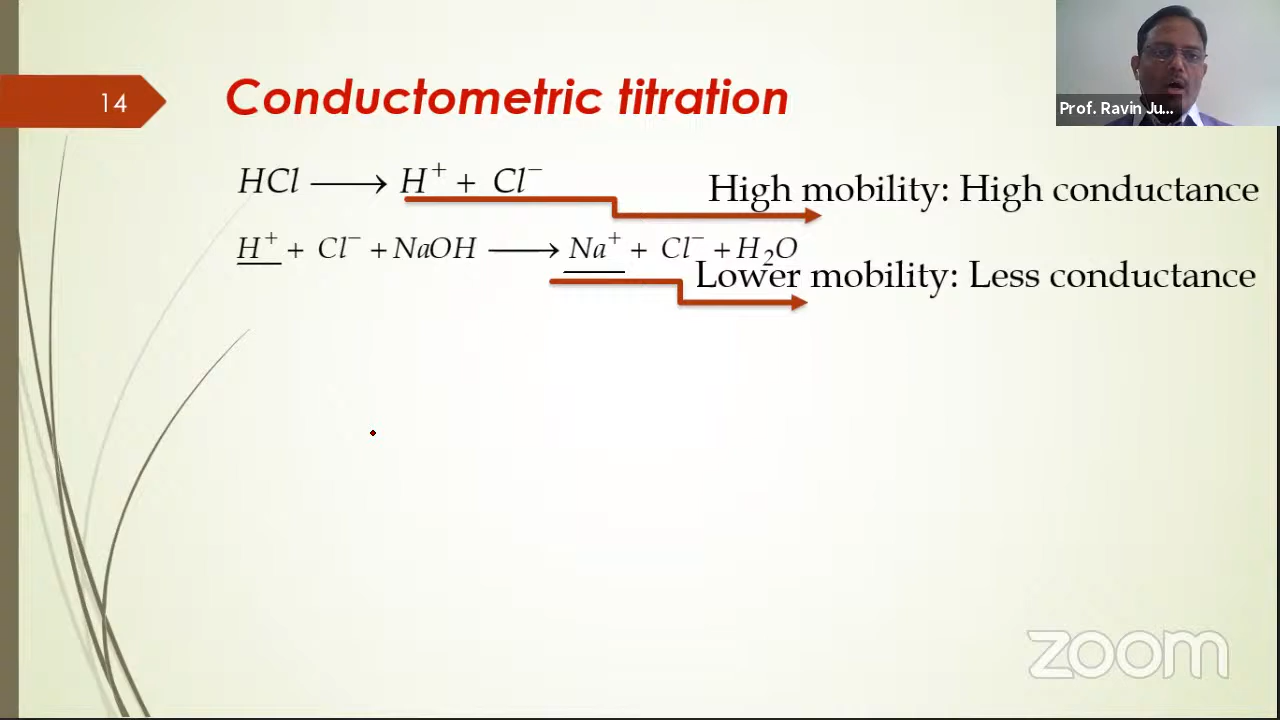 14
Conductometric titration
Prof. Ravin Ju...
HCl ⟶ H⁺ + Cl⁻
High mobility: High conductance
H⁺ + Cl⁻ + NaOH ⟶ Na⁺ + Cl⁻ + H₂O
Lower mobility: Less conductance
zoom